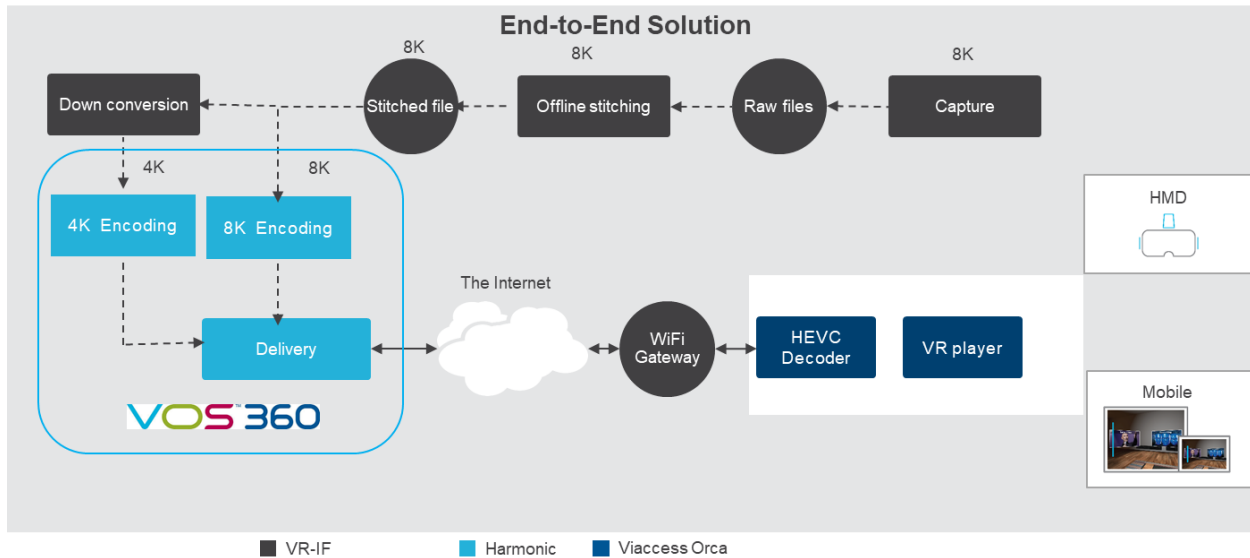 End-to-End Solution
8K
8K
8K
Down conversion
Stitched file
Offline stitching
Raw files
Capture
4K
8K
4K Encoding
8K Encoding
HMD
The Internet
Delivery
WiFi
Gateway
HEVC
Decoder
VR player
Mobile
VOS™360
VR-IF
Harmonic
Viaccess Orca